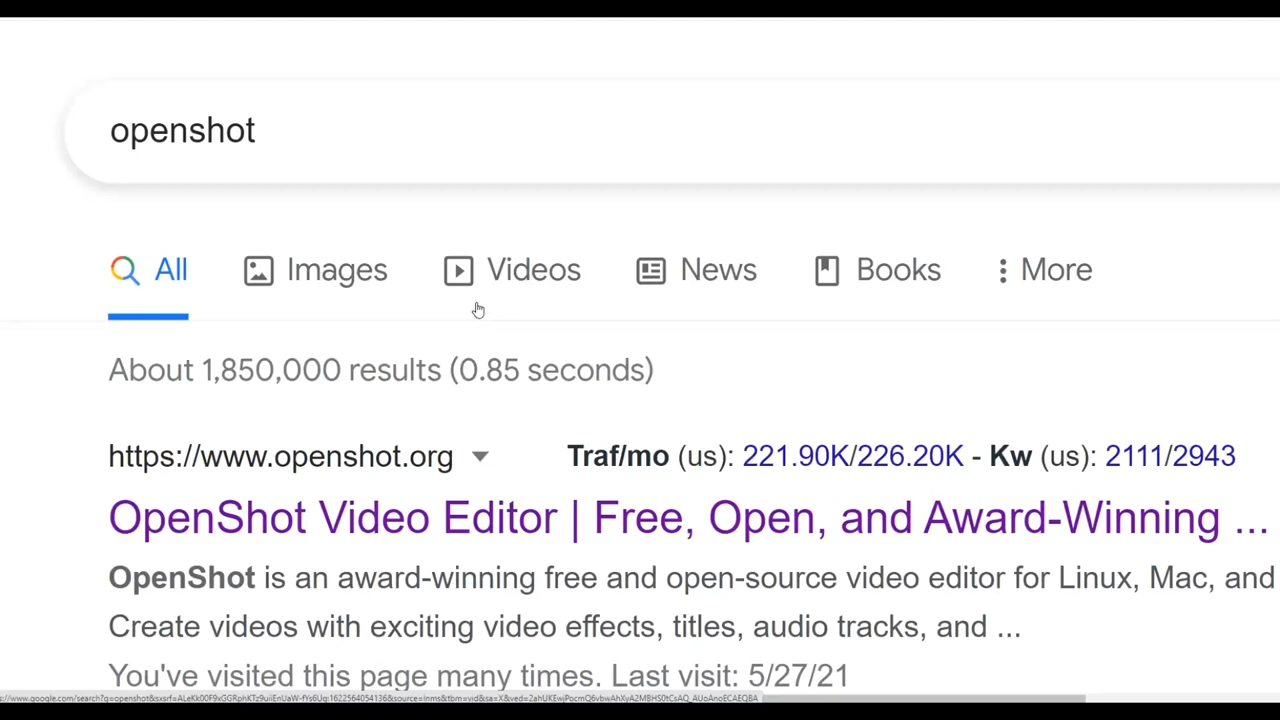 openshot
All Images Videos News Books More
About 1,850,000 results (0.85 seconds)
https://www.openshot.org Traf/mo (us): 221.90K/226.20K - Kw (us): 2111/2943
OpenShot Video Editor | Free, Open, and Award-Winning ...
OpenShot is an award-winning free and open-source video editor for Linux, Mac, and
Create videos with exciting video effects, titles, audio tracks, and ...
You've visited this page many times. Last visit: 5/27/21